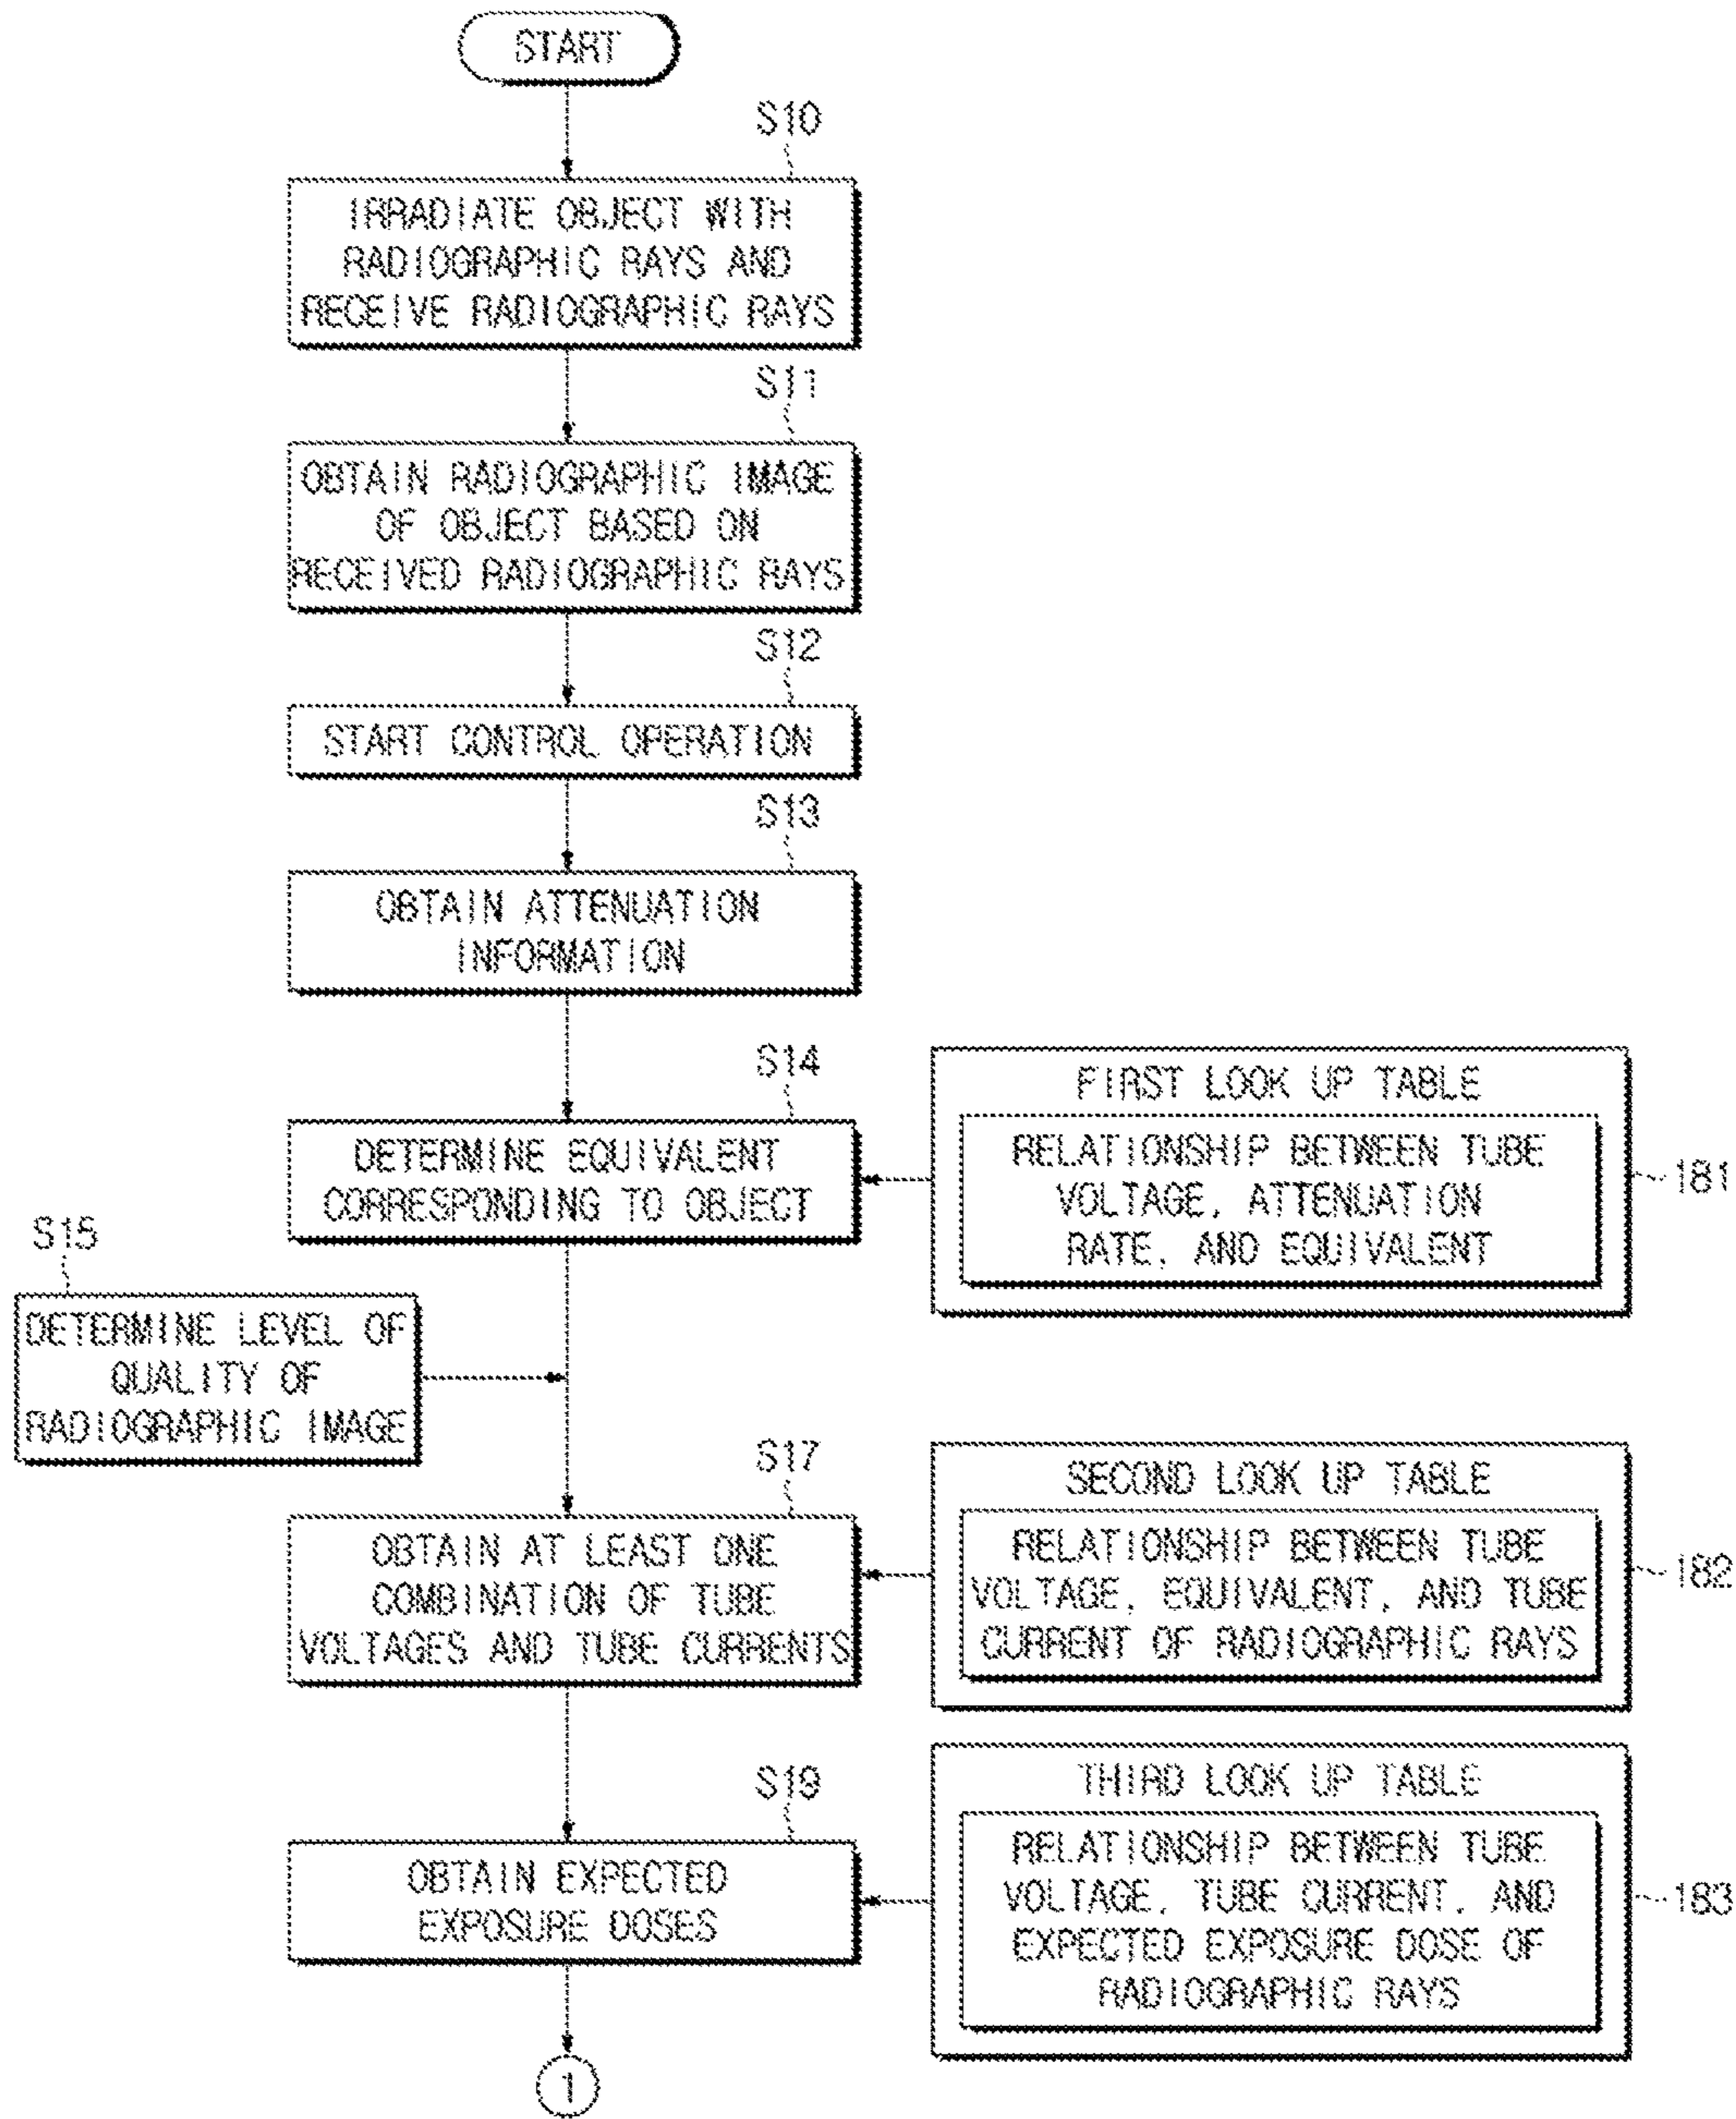 START
S10
IRRADIATE OBJECT WITH
RADIOGRAPHIC RAYS AND
RECEIVE RADIOGRAPHIC RAYS
S11
OBTAIN RADIOGRAPHIC IMAGE
OF OBJECT BASED ON
RECEIVED RADIOGRAPHIC RAYS
S12
START CONTROL OPERATION
S13
OBTAIN ATTENUATION
INFORMATION
S14
DETERMINE EQUIVALENT
CORRESPONDING TO OBJECT
FIRST LOOK UP TABLE
RELATIONSHIP BETWEEN TUBE
VOLTAGE, ATTENUATION
RATE, AND EQUIVALENT
181
S15
DETERMINE LEVEL OF
QUALITY OF
RADIOGRAPHIC IMAGE
S17
OBTAIN AT LEAST ONE
COMBINATION OF TUBE
VOLTAGES AND TUBE CURRENTS
SECOND LOOK UP TABLE
RELATIONSHIP BETWEEN TUBE
VOLTAGE, EQUIVALENT, AND TUBE
CURRENT OF RADIOGRAPHIC RAYS
182
S19
OBTAIN EXPECTED
EXPOSURE DOSES
THIRD LOOK UP TABLE
RELATIONSHIP BETWEEN TUBE
VOLTAGE, TUBE CURRENT, AND
EXPECTED EXPOSURE DOSE OF
RADIOGRAPHIC RAYS
183
1